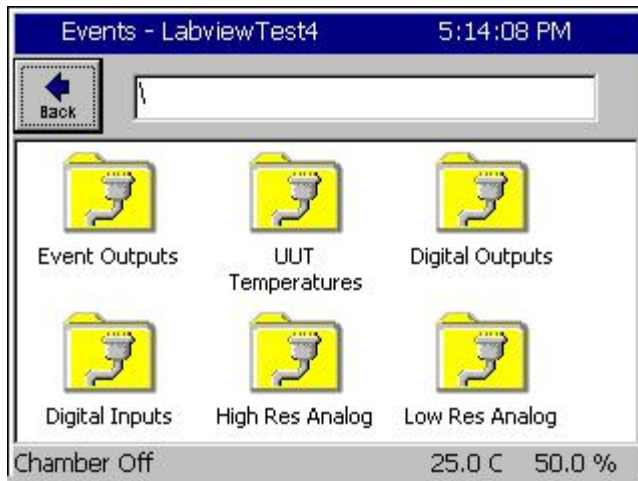 Events - LabviewTest4 5:14:08 PM
Back
\
Event Outputs UUT Temperatures Digital Outputs
Digital Inputs High Res Analog Low Res Analog
Chamber Off 25.0 C 50.0 %